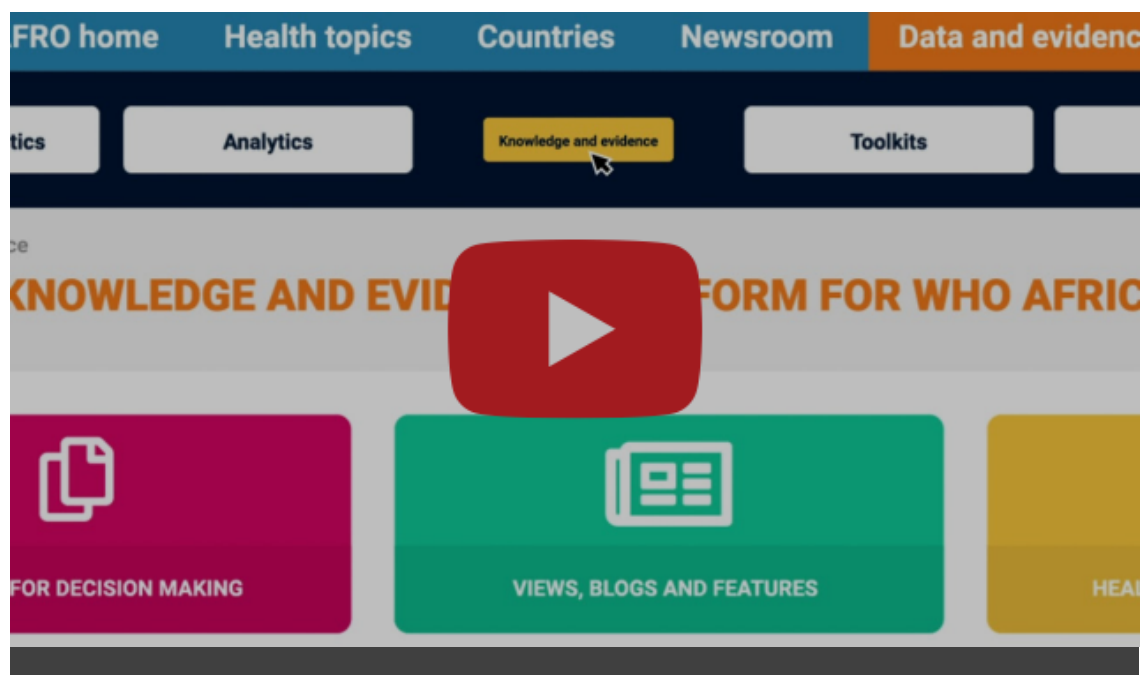 FRO home Health topics Countries Newsroom Data and evidenc
tics Analytics Knowledge and evidence Toolkits
ce
KNOWLEDGE AND EVID FORM FOR WHO AFRIC
FOR DECISION MAKING VIEWS, BLOGS AND FEATURES HEAL